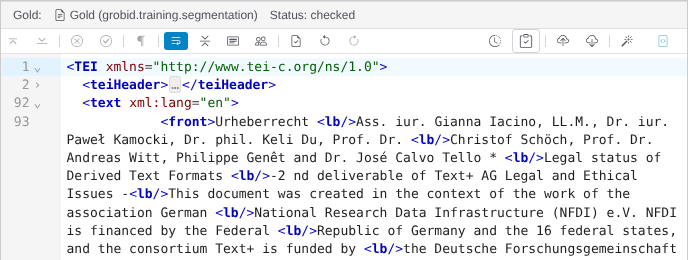 Gold: Gold (grobid.training.segmentation) Status: checked
1 <TEI xmlns="http://www.tei-c.org/ns/1.0">
2 <teiHeader>…</teiHeader>
92 <text xml:lang="en">
93 <front>Urheberrecht <lb/>Ass. iur. Gianna Iacino, LL.M., Dr. iur.
Paweł Kamocki, Dr. phil. Keli Du, Prof. Dr. <lb/>Christof Schöch, Prof. Dr.
Andreas Witt, Philippe Genêt and Dr. José Calvo Tello * <lb/>Legal status of
Derived Text Formats <lb/>-2 nd deliverable of Text+ AG Legal and Ethical
Issues -<lb/>This document was created in the context of the work of the
association German <lb/>National Research Data Infrastructure (NFDI) e.V. NFDI
is financed by the Federal <lb/>Republic of Germany and the 16 federal states,
and the consortium Text+ is funded by <lb/>the Deutsche Forschungsgemeinschaft